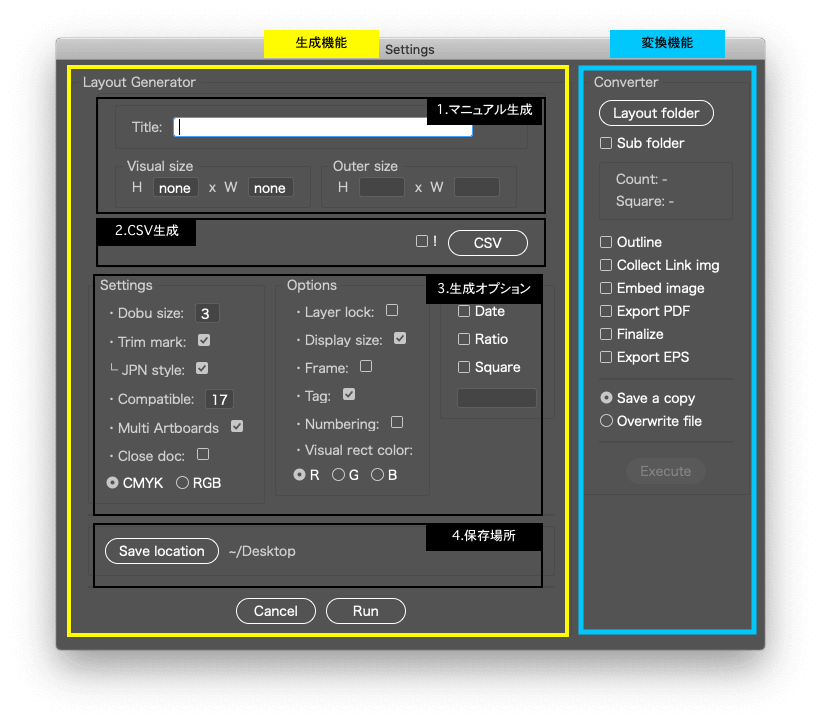 生成機能
変換機能
Settings
Layout Generator
1.マニュアル生成
Title:
Visual size
H none x W none
Outer size
H x W
2.CSV生成
! CSV
3.生成オプション
Settings
・Dobu size: 3
・Trim mark:
└ JPN style:
・Compatible: 17
・Multi Artboards
・Close doc:
CMYK RGB
Options
・Layer lock:
・Display size:
・Frame:
・Tag:
・Numbering:
・Visual rect color:
R G B
Date
Ratio
Square
4.保存場所
Save location ~/Desktop
Cancel Run
Converter
Layout folder
Sub folder
Count: -
Square: -
Outline
Collect Link img
Embed image
Export PDF
Finalize
Export EPS
Save a copy
Overwrite file
Execute